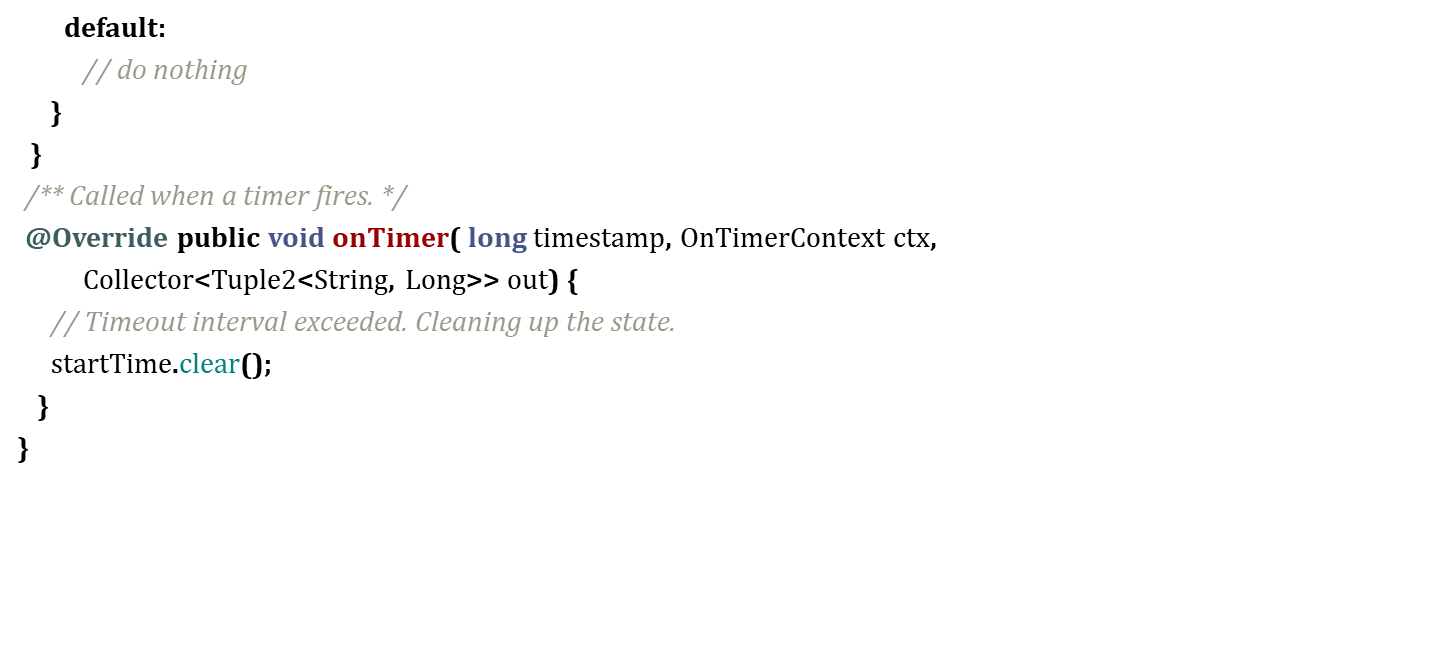 default:
// do nothing
}
}
/** Called when a timer fires. */
@Override public void onTimer( long timestamp, OnTimerContext ctx,
Collector<Tuple2<String, Long>> out) {
// Timeout interval exceeded. Cleaning up the state.
startTime.clear();
}
}